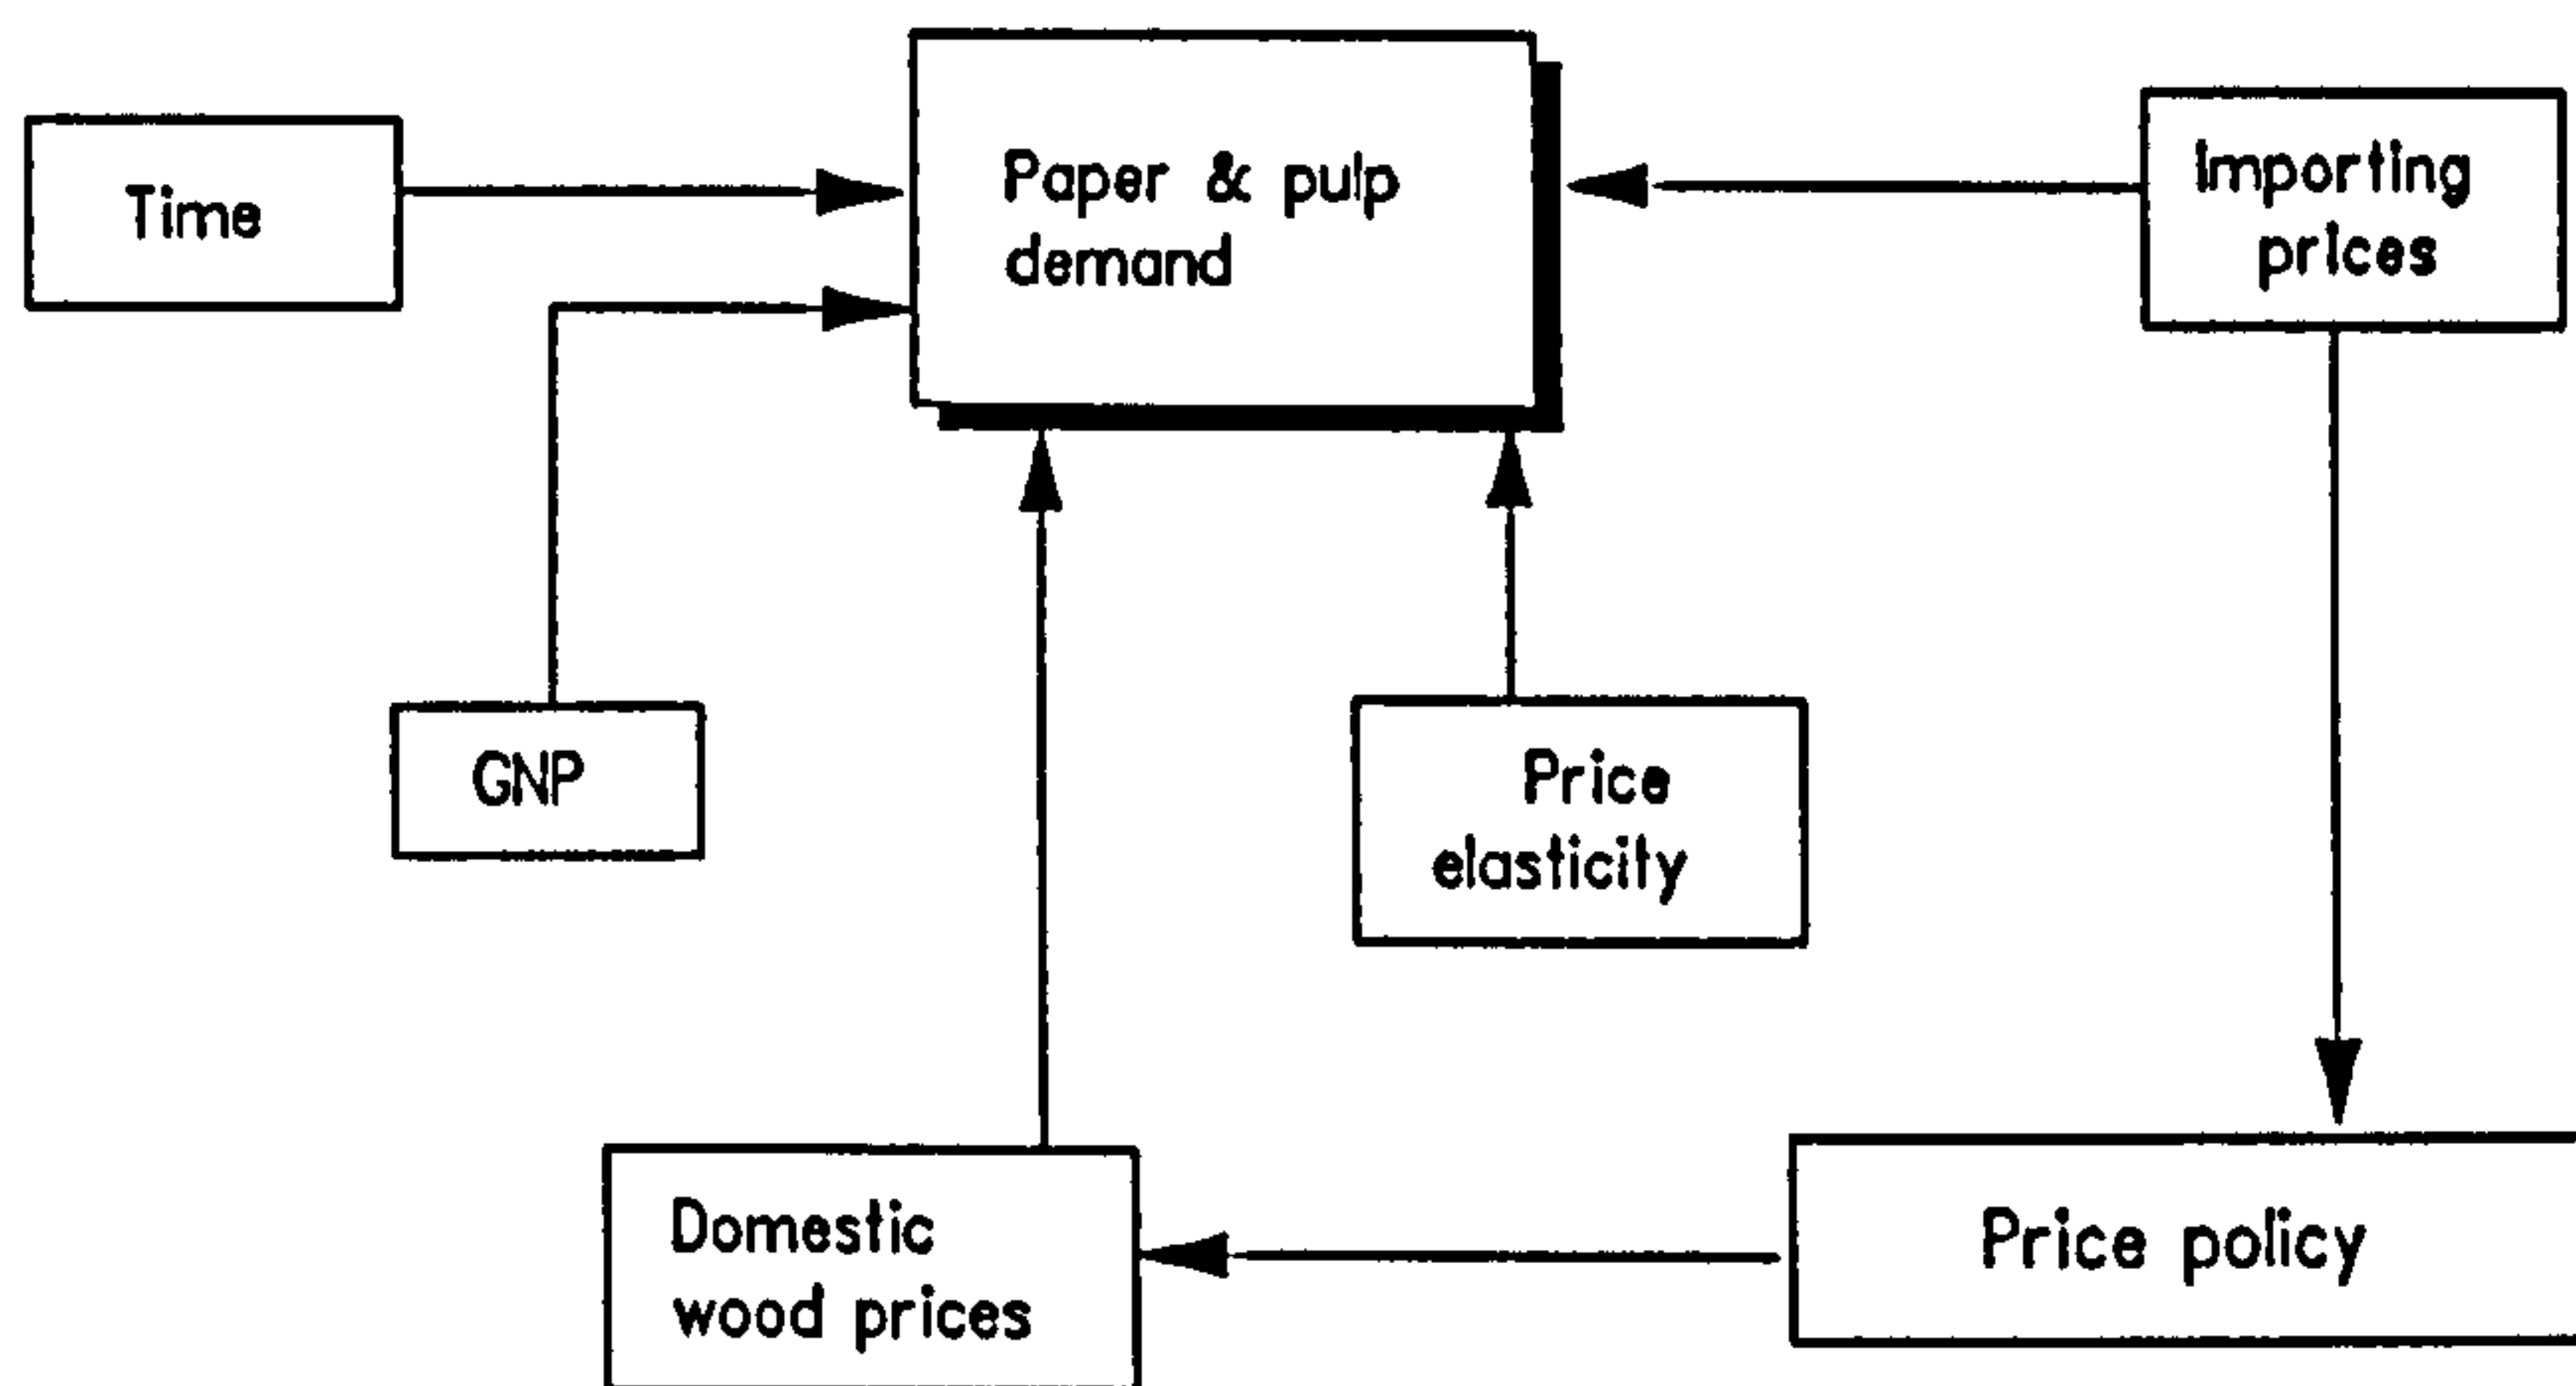 Time
Paper & pulp
demand
Importing
prices
GNP
Price
elasticity
Domestic
wood prices
Price policy